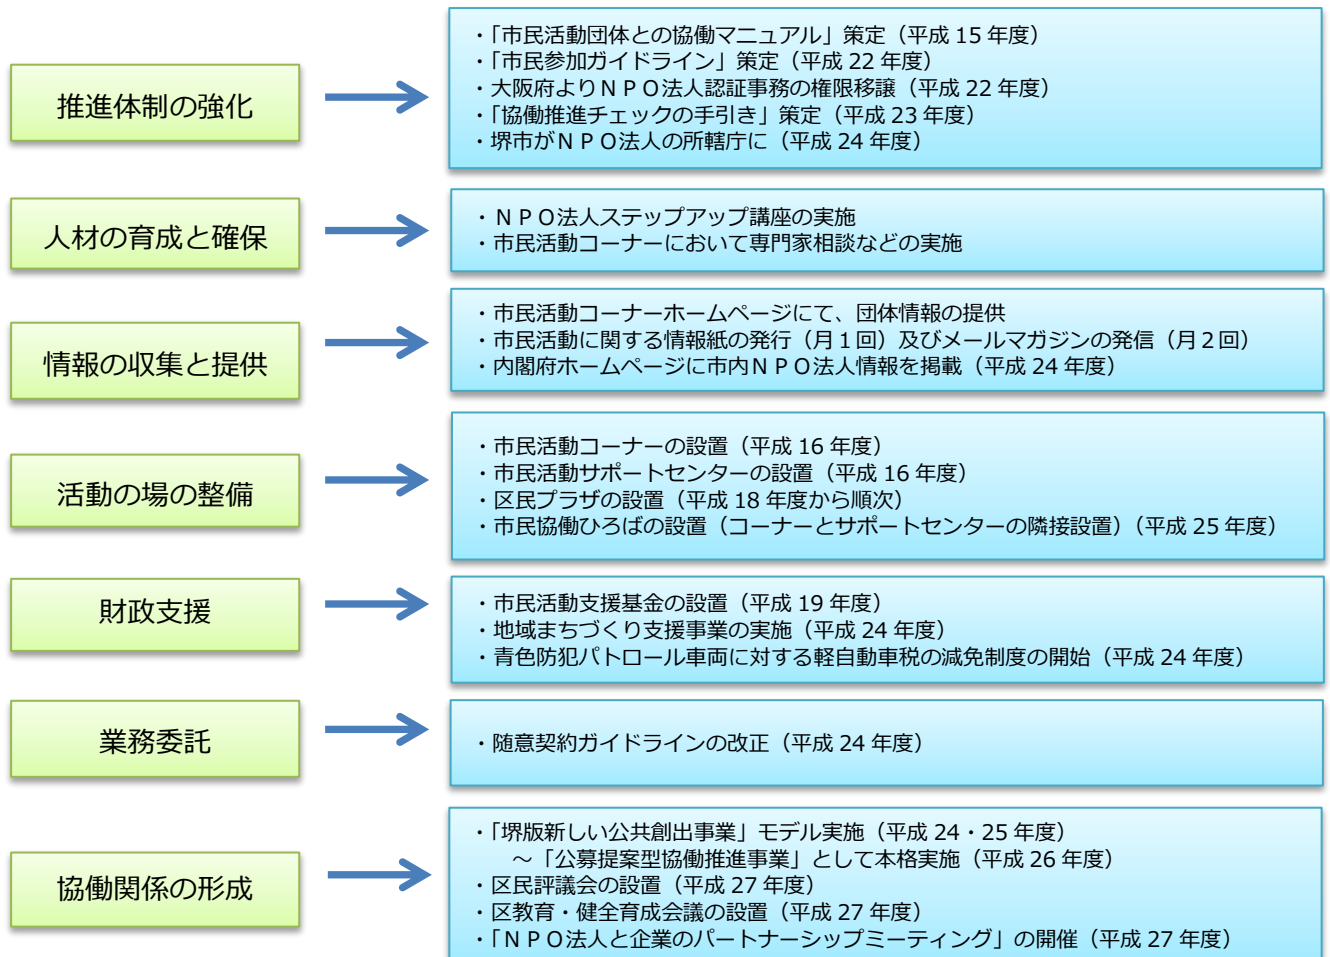 推進体制の強化
・「市民活動団体との協働マニュアル」策定（平成 15 年度）
・「市民参加ガイドライン」策定（平成 22 年度）
・大阪府よりＮＰＯ法人認証事務の権限移譲（平成 22 年度）
・「協働推進チェックの手引き」策定（平成 23 年度）
・堺市がＮＰＯ法人の所轄庁に（平成 24 年度）
人材の育成と確保
・ＮＰＯ法人ステップアップ講座の実施
・市民活動コーナーにおいて専門家相談などの実施
情報の収集と提供
・市民活動コーナーホームページにて、団体情報の提供
・市民活動に関する情報紙の発行（月１回）及びメールマガジンの発信（月２回）
・内閣府ホームページに市内ＮＰＯ法人情報を掲載（平成 24 年度）
活動の場の整備
・市民活動コーナーの設置（平成 16 年度）
・市民活動サポートセンターの設置（平成 16 年度）
・区民プラザの設置（平成 18 年度から順次）
・市民協働ひろばの設置（コーナーとサポートセンターの隣接設置）（平成 25 年度）
財政支援
・市民活動支援基金の設置（平成 19 年度）
・地域まちづくり支援事業の実施（平成 24 年度）
・青色防犯パトロール車両に対する軽自動車税の減免制度の開始（平成 24 年度）
業務委託
・随意契約ガイドラインの改正（平成 24 年度）
協働関係の形成
・「堺版新しい公共創出事業」モデル実施（平成 24・25 年度）
～「公募提案型協働推進事業」として本格実施（平成 26 年度）
・区民評議会の設置（平成 27 年度）
・区教育・健全育成会議の設置（平成 27 年度）
・「ＮＰＯ法人と企業のパートナーシップミーティング」の開催（平成 27 年度）